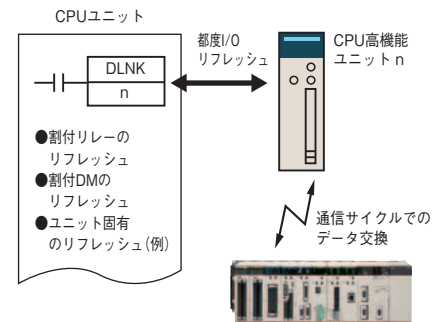 CPUユニット
DLNK
n
●割付リレーの
リフレッシュ
●割付DMの
リフレッシュ
●ユニット固有
のリフレッシュ(例)
都度I/O
リフレッシュ
CPU高機能
ユニット n
通信サイクルでの
データ交換